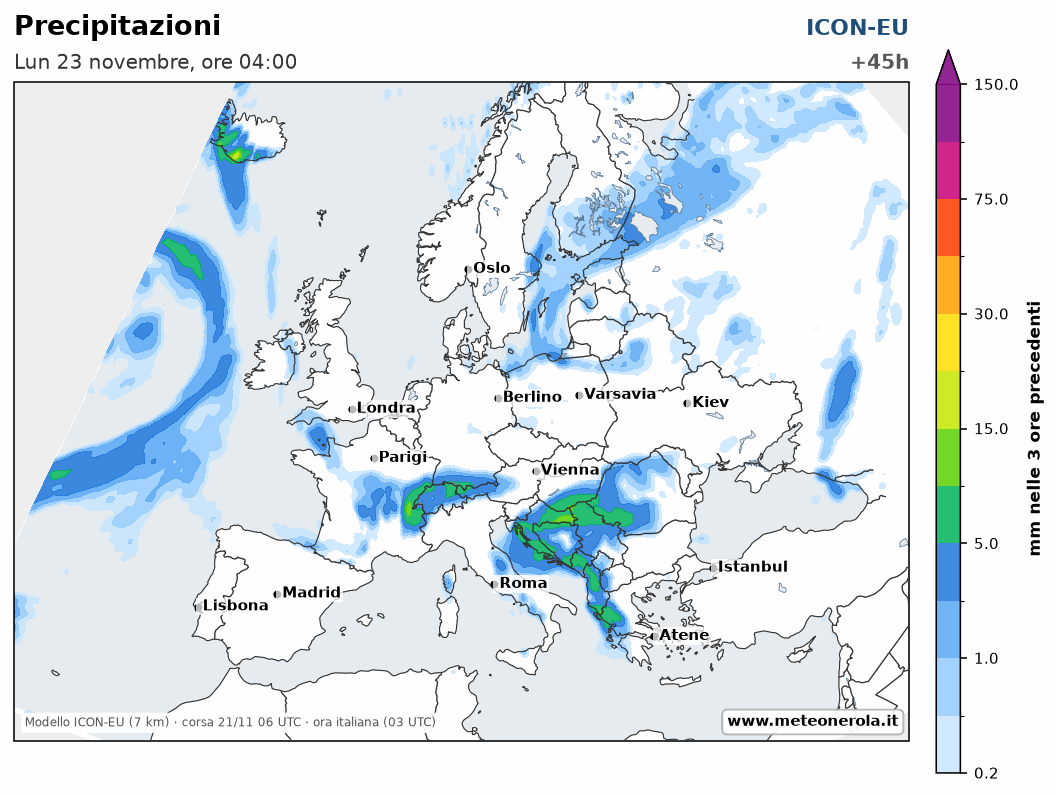 Precipitazioni
ICON-EU
Lun 23 novembre, ore 04:00
+45h
150.0
75.0
30.0
15.0
5.0
1.0
0.2
mm nelle 3 ore precedenti
Oslo
Londra
Berlino
Varsavia
Kiev
Parigi
Vienna
Istanbul
Roma
Madrid
Lisbona
Atene
Modello ICON-EU (7 km) · corsa 21/11 06 UTC · ora italiana (03 UTC)
www.meteonerola.it